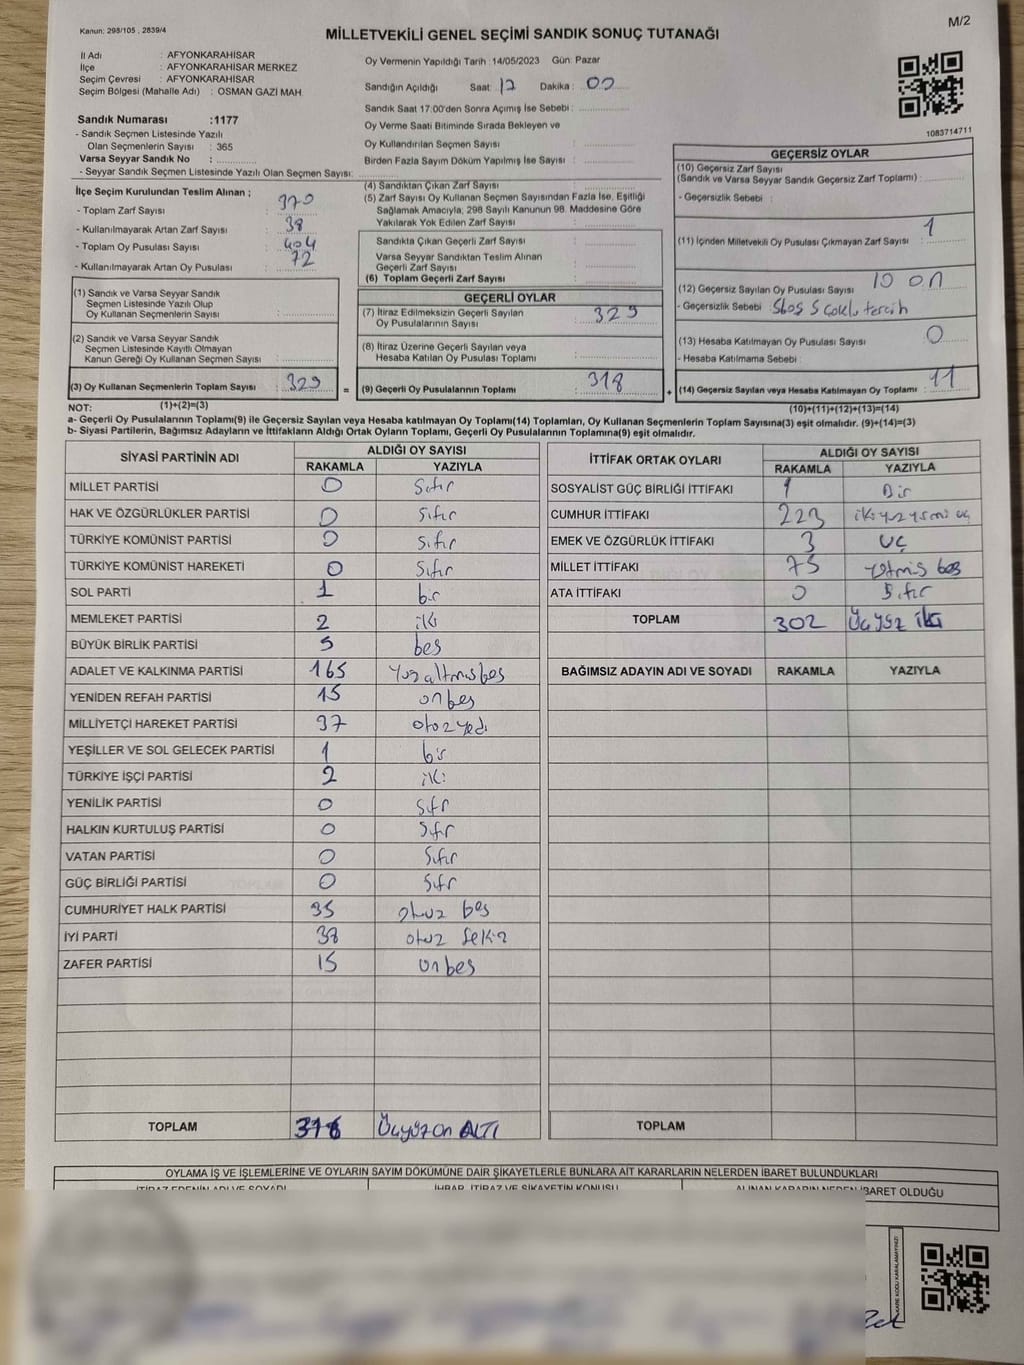 Kanun: 298/105 , 2839/4
M/2
MİLLETVEKİLİ GENEL SEÇİMİ SANDIK SONUÇ TUTANAĞI
İl Adı : AFYONKARAHİSAR
İlçe : AFYONKARAHİSAR MERKEZ
Seçim Çevresi : AFYONKARAHİSAR
Seçim Bölgesi (Mahalle Adı) : OSMAN GAZİ MAH.
Oy Vermenin Yapıldığı Tarih : 14/05/2023 Gün: Pazar
Sandığın Açıldığı Saat: 17 Dakika : 00
Sandık Saat 17:00'den Sonra Açımış İse Sebebi :
Oy Verme Saati Bitiminde Sırada Bekleyen ve
Oy Kullandırılan Seçmen Sayısı :
Birden Fazla Sayım Döküm Yapılmış İse Sayısı :
1083714711
Sandık Numarası :1177
- Sandık Seçmen Listesinde Yazılı
Olan Seçmenlerin Sayısı : 365
Varsa Seyyar Sandık No :
- Seyyar Sandık Seçmen Listesinde Yazılı Olan Seçmen Sayısı:
İlçe Seçim Kurulundan Teslim Alınan ;
- Toplam Zarf Sayısı : 370
- Kullanılmayarak Artan Zarf Sayısı : 38
- Toplam Oy Pusulası Sayısı : 404
- Kullanılmayarak Artan Oy Pusulası : 72
(1) Sandık ve Varsa Seyyar Sandık
Seçmen Listesinde Yazılı Olup
Oy Kullanan Seçmenlerin Sayısı :
(2) Sandık ve Varsa Seyyar Sandık
Seçmen Listesinde Kayıtlı Olmayan
Kanun Gereği Oy Kullanan Seçmen Sayısı :
(3) Oy Kullanan Seçmenlerin Toplam Sayısı : 329
(1)+(2)=(3)
(4) Sandıktan Çıkan Zarf Sayısı :
(5) Zarf Sayısı Oy Kullanan Seçmen Sayısından Fazla İse, Eşitliği
Sağlamak Amacıyla, 298 Sayılı Kanunun 98. Maddesine Göre
Yakılarak Yok Edilen Zarf Sayısı :
Sandıkta Çıkan Geçerli Zarf Sayısı :
Varsa Seyyar Sandıktan Teslim Alınan
Geçerli Zarf Sayısı :
(6) Toplam Geçerli Zarf Sayısı :
GEÇERLİ OYLAR
(7) İtiraz Edilmeksizin Geçerli Sayılan
Oy Pusulalarının Sayısı : 329
(8) İtiraz Üzerine Geçerli Sayılan veya
Hesaba Katılan Oy Pusulası Toplamı :
= (9) Geçerli Oy Pusulalarının Toplamı : 318
GEÇERSİZ OYLAR
(10) Geçersiz Zarf Sayısı
(Sandık ve Varsa Seyyar Sandık Geçersiz Zarf Toplamı) :
- Geçersizlik Sebebi :
(11) İçinden Milletvekili Oy Pusulası Çıkmayan Zarf Sayısı : 1
(12) Geçersiz Sayılan Oy Pusulası Sayısı : 10 on
- Geçersizlik Sebebi : 5boş 5 çoklu tercih
(13) Hesaba Katılmayan Oy Pusulası Sayısı : 0
- Hesaba Katılmama Sebebi :
+ (14) Geçersiz Sayılan veya Hesaba Katılmayan Oy Toplamı : 11
(10)+(11)+(12)+(13)=(14)
NOT:
a- Geçerli Oy Pusulaları Toplamı(9) ile Geçersiz Sayılan veya Hesaba katılmayan Oy Toplamı(14) Toplamları, Oy Kullanan Seçmenlerin Toplam Sayısına(3) eşit olmalıdır. (9)+(14)=(3)
b- Siyasi Partilerin, Bağımsız Adayların ve İttifakların Aldığı Ortak Oyların Toplamı, Geçerli Oy Pusulalarının Toplamına(9) eşit olmalıdır.
SİYASİ PARTİNİN ADI ALDIĞI OY SAYISI
RAKAMLA YAZIYLA
MİLLET PARTİSİ 0 Sıfır
HAK VE ÖZGÜRLÜKLER PARTİSİ 0 Sıfır
TÜRKİYE KOMÜNİST PARTİSİ 0 Sıfır
TÜRKİYE KOMÜNİST HAREKETİ 0 Sıfır
SOL PARTİ 1 bir
MEMLEKET PARTİSİ 2 iki
BÜYÜK BİRLİK PARTİSİ 5 beş
ADALET VE KALKINMA PARTİSİ 165 Yüzaltmışbeş
YENİDEN REFAH PARTİSİ 15 onbeş
MİLLİYETÇİ HAREKET PARTİSİ 37 otuzyedi
YEŞİLLER VE SOL GELECEK PARTİSİ 1 bir
TÜRKİYE İŞÇİ PARTİSİ 2 iki
YENİLİK PARTİSİ 0 Sıfır
HALKIN KURTULUŞ PARTİSİ 0 Sıfır
VATAN PARTİSİ 0 Sıfır
GÜÇ BİRLİĞİ PARTİSİ 0 Sıfır
CUMHURİYET HALK PARTİSİ 35 otuz beş
İYİ PARTİ 38 otuz sekiz
ZAFER PARTİSİ 15 onbeş
TOPLAM 316 Üçyüzon ALTI
İTTİFAK ORTAK OYLARI ALDIĞI OY SAYISI
RAKAMLA YAZIYLA
SOSYALİST GÜÇ BİRLİĞİ İTTİFAKI 1 Bir
CUMHUR İTTİFAKI 223 ikiyüzyirmi üç
EMEK VE ÖZGÜRLÜK İTTİFAKI 3 üç
MİLLET İTTİFAKI 75 yetmiş beş
ATA İTTİFAKI 0 Sıfır
TOPLAM 302 Üçyüz iki
BAĞIMSIZ ADAYIN ADI VE SOYADI RAKAMLA YAZIYLA
TOPLAM
OYLAMA İŞ VE İŞLEMLERİNE VE OYLARIN SAYIM DÖKÜMÜNE DAİR ŞİKAYETLERLE BUNLARA AİT KARARLARIN NELERDEN İBARET BULUNDUKLARI
İTİRAZ EDENİN ADI VE SOYADI İHBAR, İTİRAZ VE ŞİKAYETİN KONUSU ALINAN KARARIN NEDEN İBARET OLDUĞU